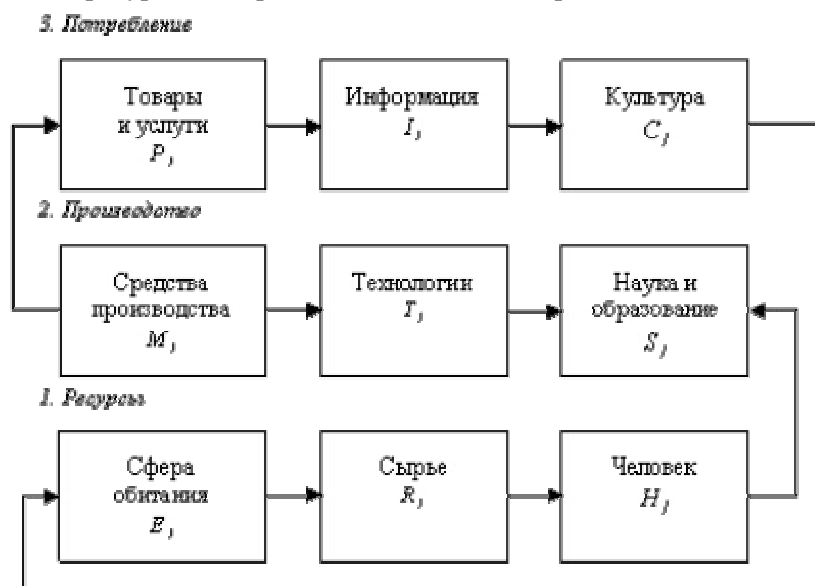 3. Потребление
Товары
и услуги
P j
Информация
I j
Культура
C j
2. Производство
Средства
производства
M j
Технологии
T j
Наука и
образование
S j
1. Ресурсы
Сфера
обитания
E j
Сырье
R j
Человек
H j